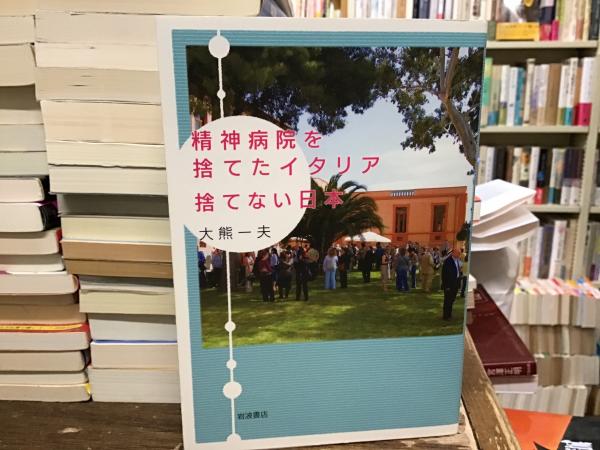 精神病院を
捨てたイタリア
捨てない日本
大熊一夫
岩波書店